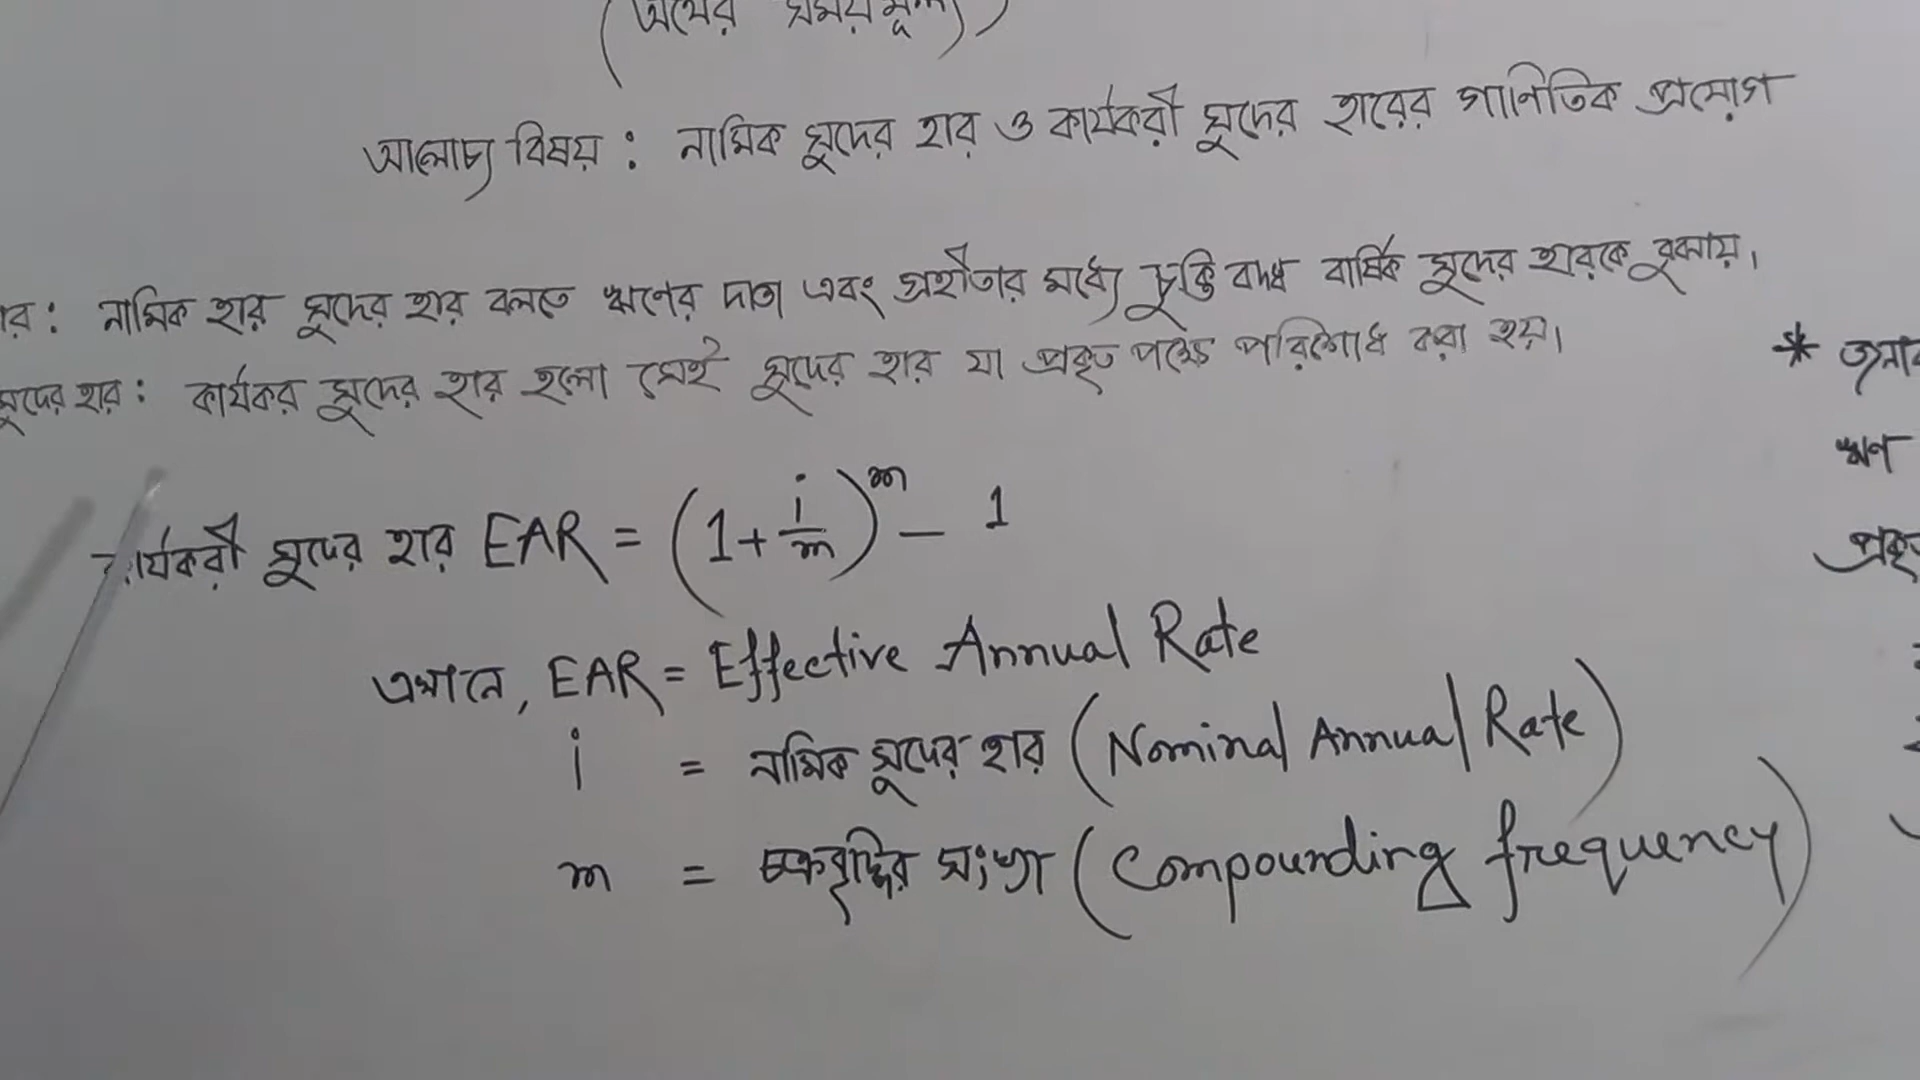 (অর্থের সময়মূল্য)
আলোচ্য বিষয় : নামিক সুদের হার ও কার্যকরী সুদের হারের গাণিতিক প্রয়োগ
নামিক হার সুদের হার বলতে ঋণের দাতা এবং গ্রহীতার মধ্যে চুক্তি বদ্ধ বার্ষিক সুদের হারকে বুঝায়।
সুদের হার : কার্যকর সুদের হার হলো সেই সুদের হার যা প্রকৃত পক্ষে পরিশোধ করা হয়।
কার্যকরী সুদের হার EAR = (1 + i/m)^m − 1
এখানে, EAR = Effective Annual Rate
i = নামিক সুদের হার (Nominal Annual Rate)
m = চক্রবৃদ্ধির সংখ্যা (Compounding frequency)
*
ঋণ